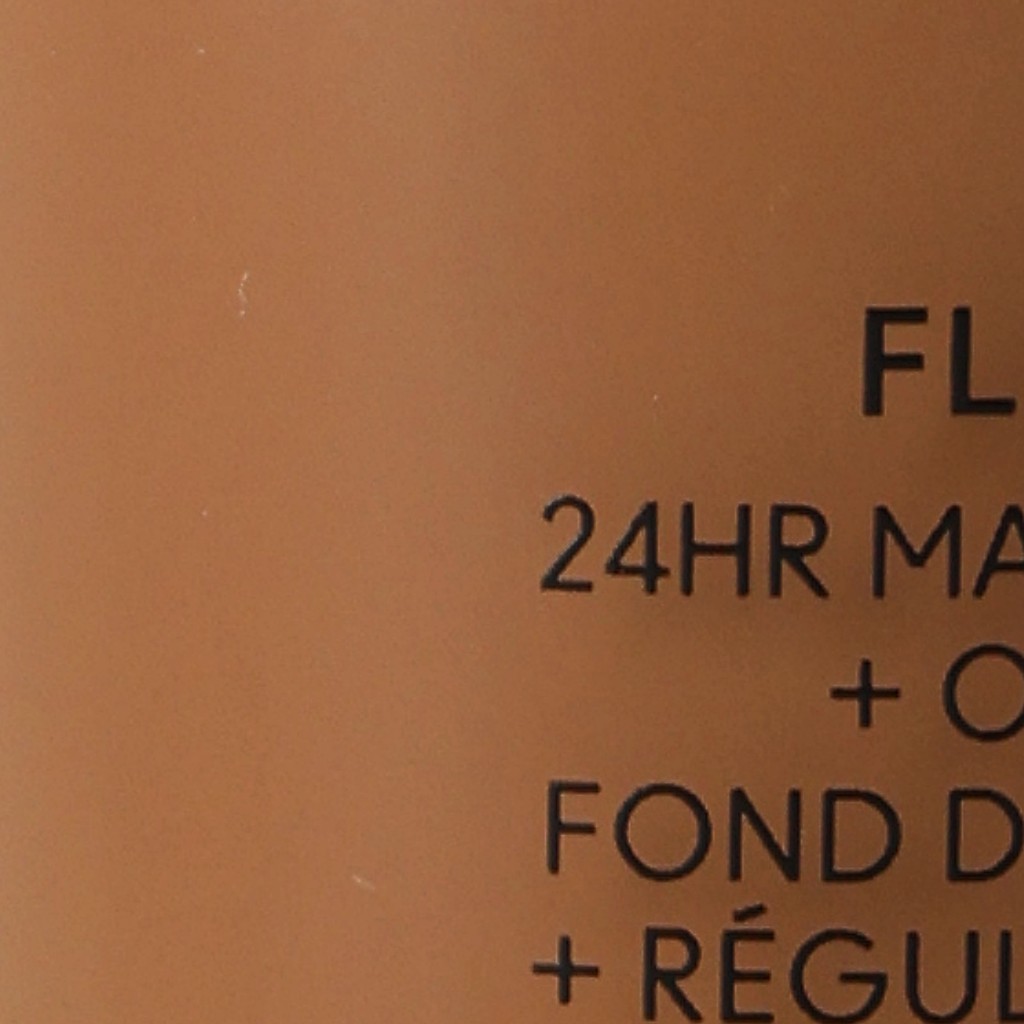 FL
24HR MA
+ O
FOND D
+ RÉGUL